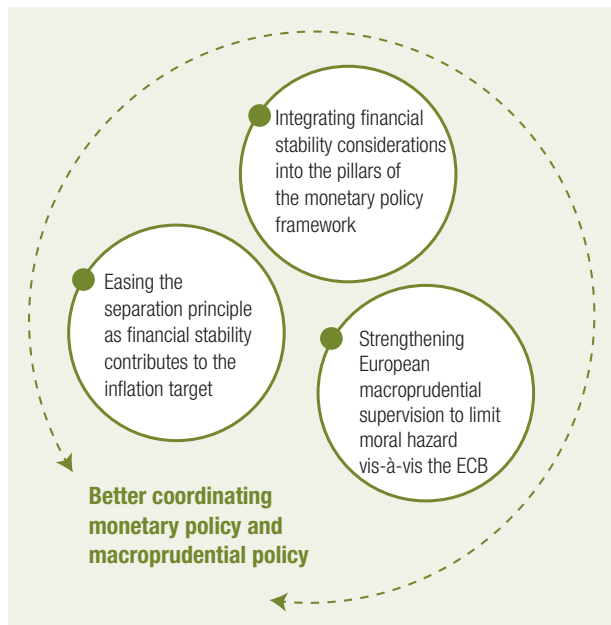 Integrating financial
stability considerations
into the pillars of
the monetary policy
framework
Easing the
separation principle
as financial stability
contributes to the
inflation target
Strengthening
European
macroprudential
supervision to limit
moral hazard
vis-à-vis the ECB
Better coordinating
monetary policy and
macroprudential policy